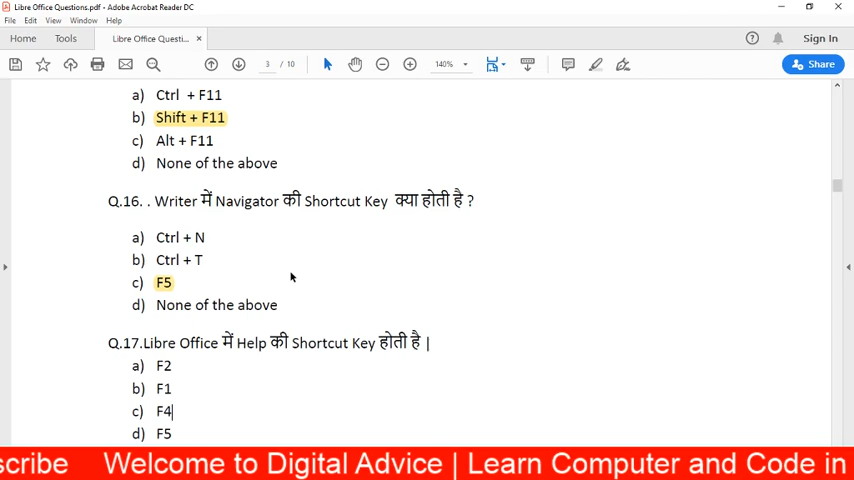 Libre Office Questions.pdf - Adobe Acrobat Reader DC
File Edit View Window Help
Home Tools Libre Office Questi... × Sign In
3 / 10 140% Share
a) Ctrl + F11
b) Shift + F11
c) Alt + F11
d) None of the above
Q.16. . Writer में Navigator की Shortcut Key क्या होती है ?
a) Ctrl + N
b) Ctrl + T
c) F5
d) None of the above
Q.17.Libre Office में Help की Shortcut Key होती है |
a) F2
b) F1
c) F4
d) F5
scribe Welcome to Digital Advice | Learn Computer and Code in